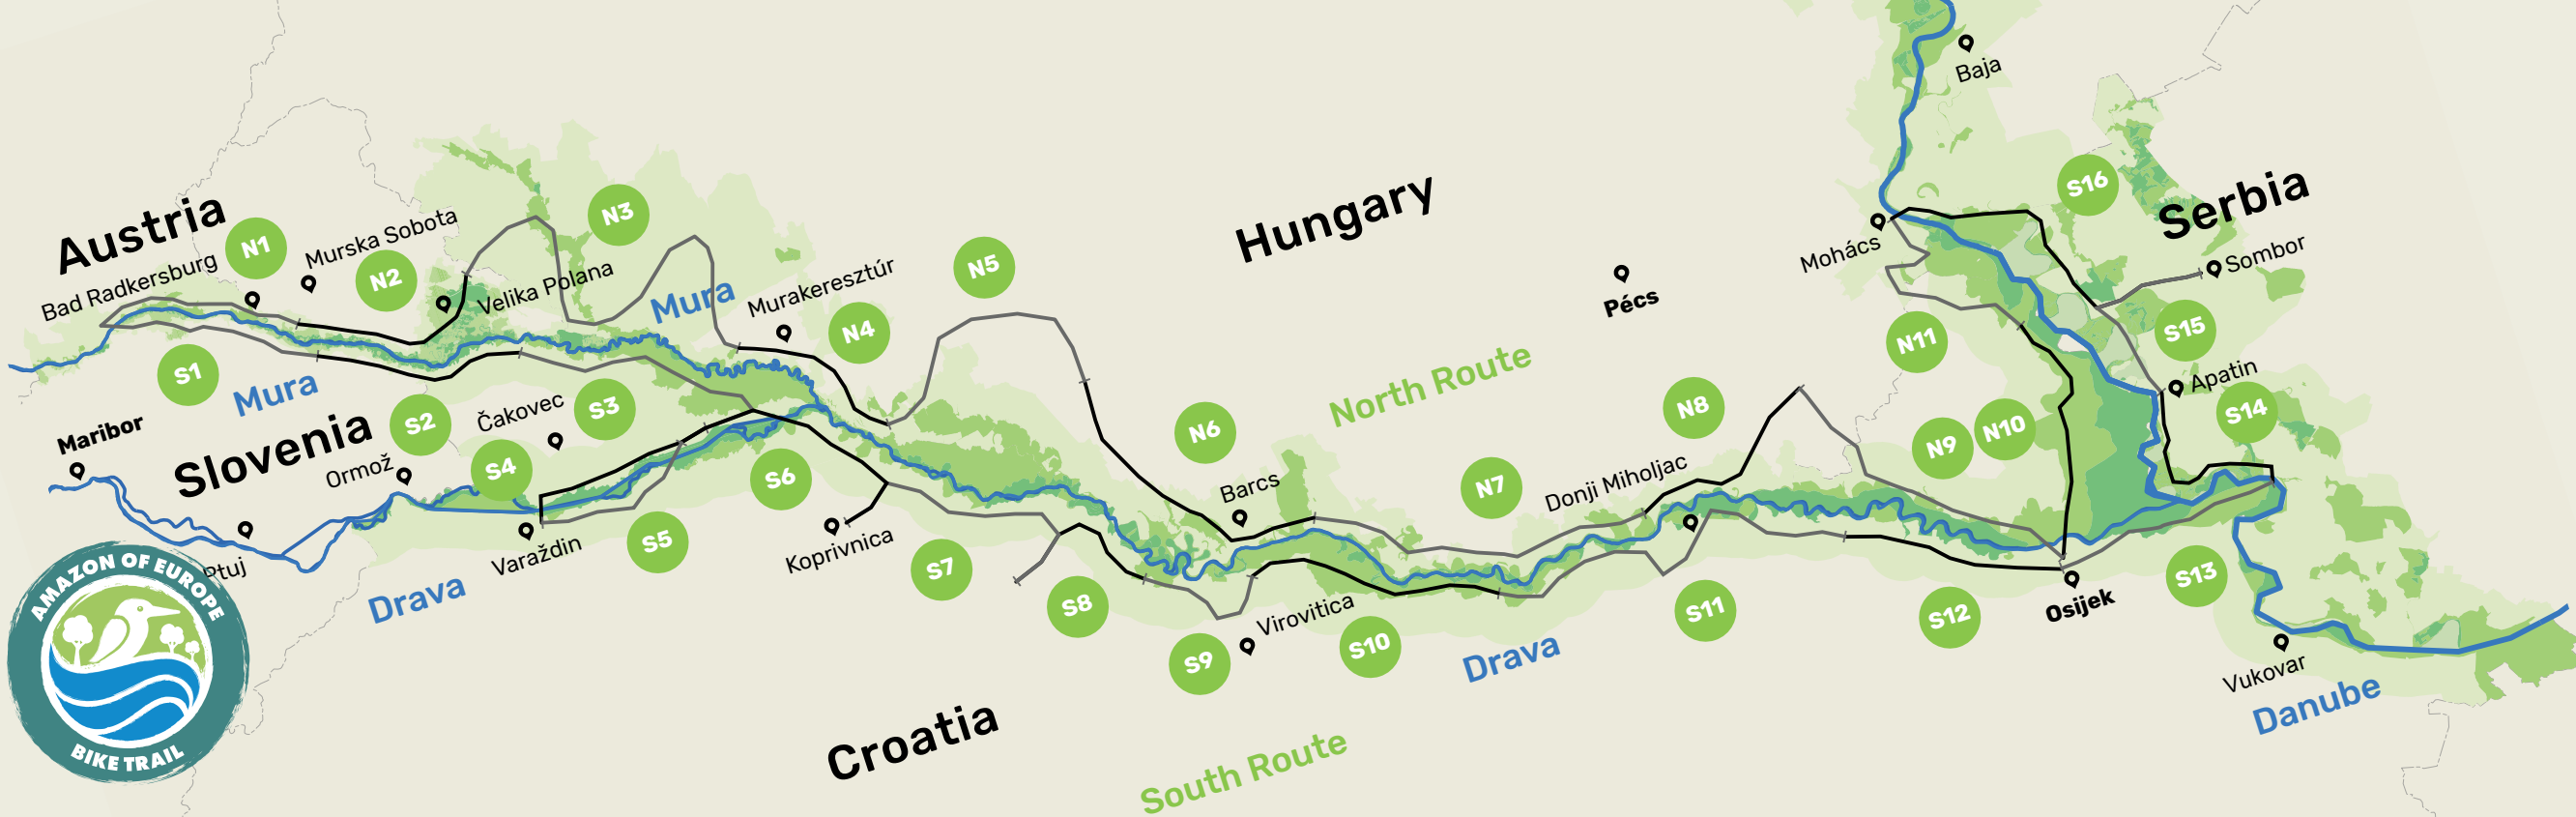 Baja
Austria
N1
Murska Sobota
N2
N3
Bad Radkersburg
Velika Polana
Mura
Murakeresztúr
N4
N5
Hungary
Pécs
S16
Serbia
Mohács
Sombor
N11
S15
Apatin
S14
S1
Mura
Maribor
Slovenia
S2
Čakovec
S3
Ormož
S4
S6
N6
North Route
Barcs
N7
N8
Donji Miholjac
N9
N10
Ptuj
Varaždin
S5
Koprivnica
S7
Drava
S8
S9
Virovitica
S10
Drava
S11
S12
Osijek
S13
Vukovar
Danube
Croatia
South Route
AMAZON OF EUROPE
BIKE TRAIL